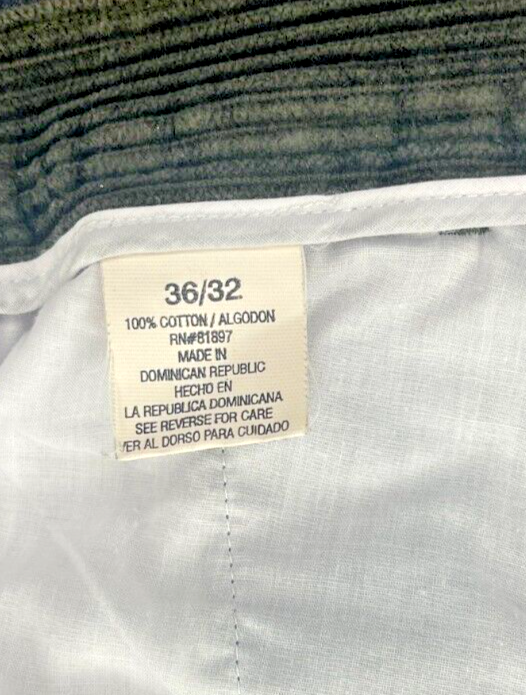 36/32
100% COTTON / ALGODON
RN#81897
MADE IN
DOMINICAN REPUBLIC
HECHO EN
LA REPUBLICA DOMINICANA
SEE REVERSE FOR CARE
VER AL DORSO PARA CUIDADO